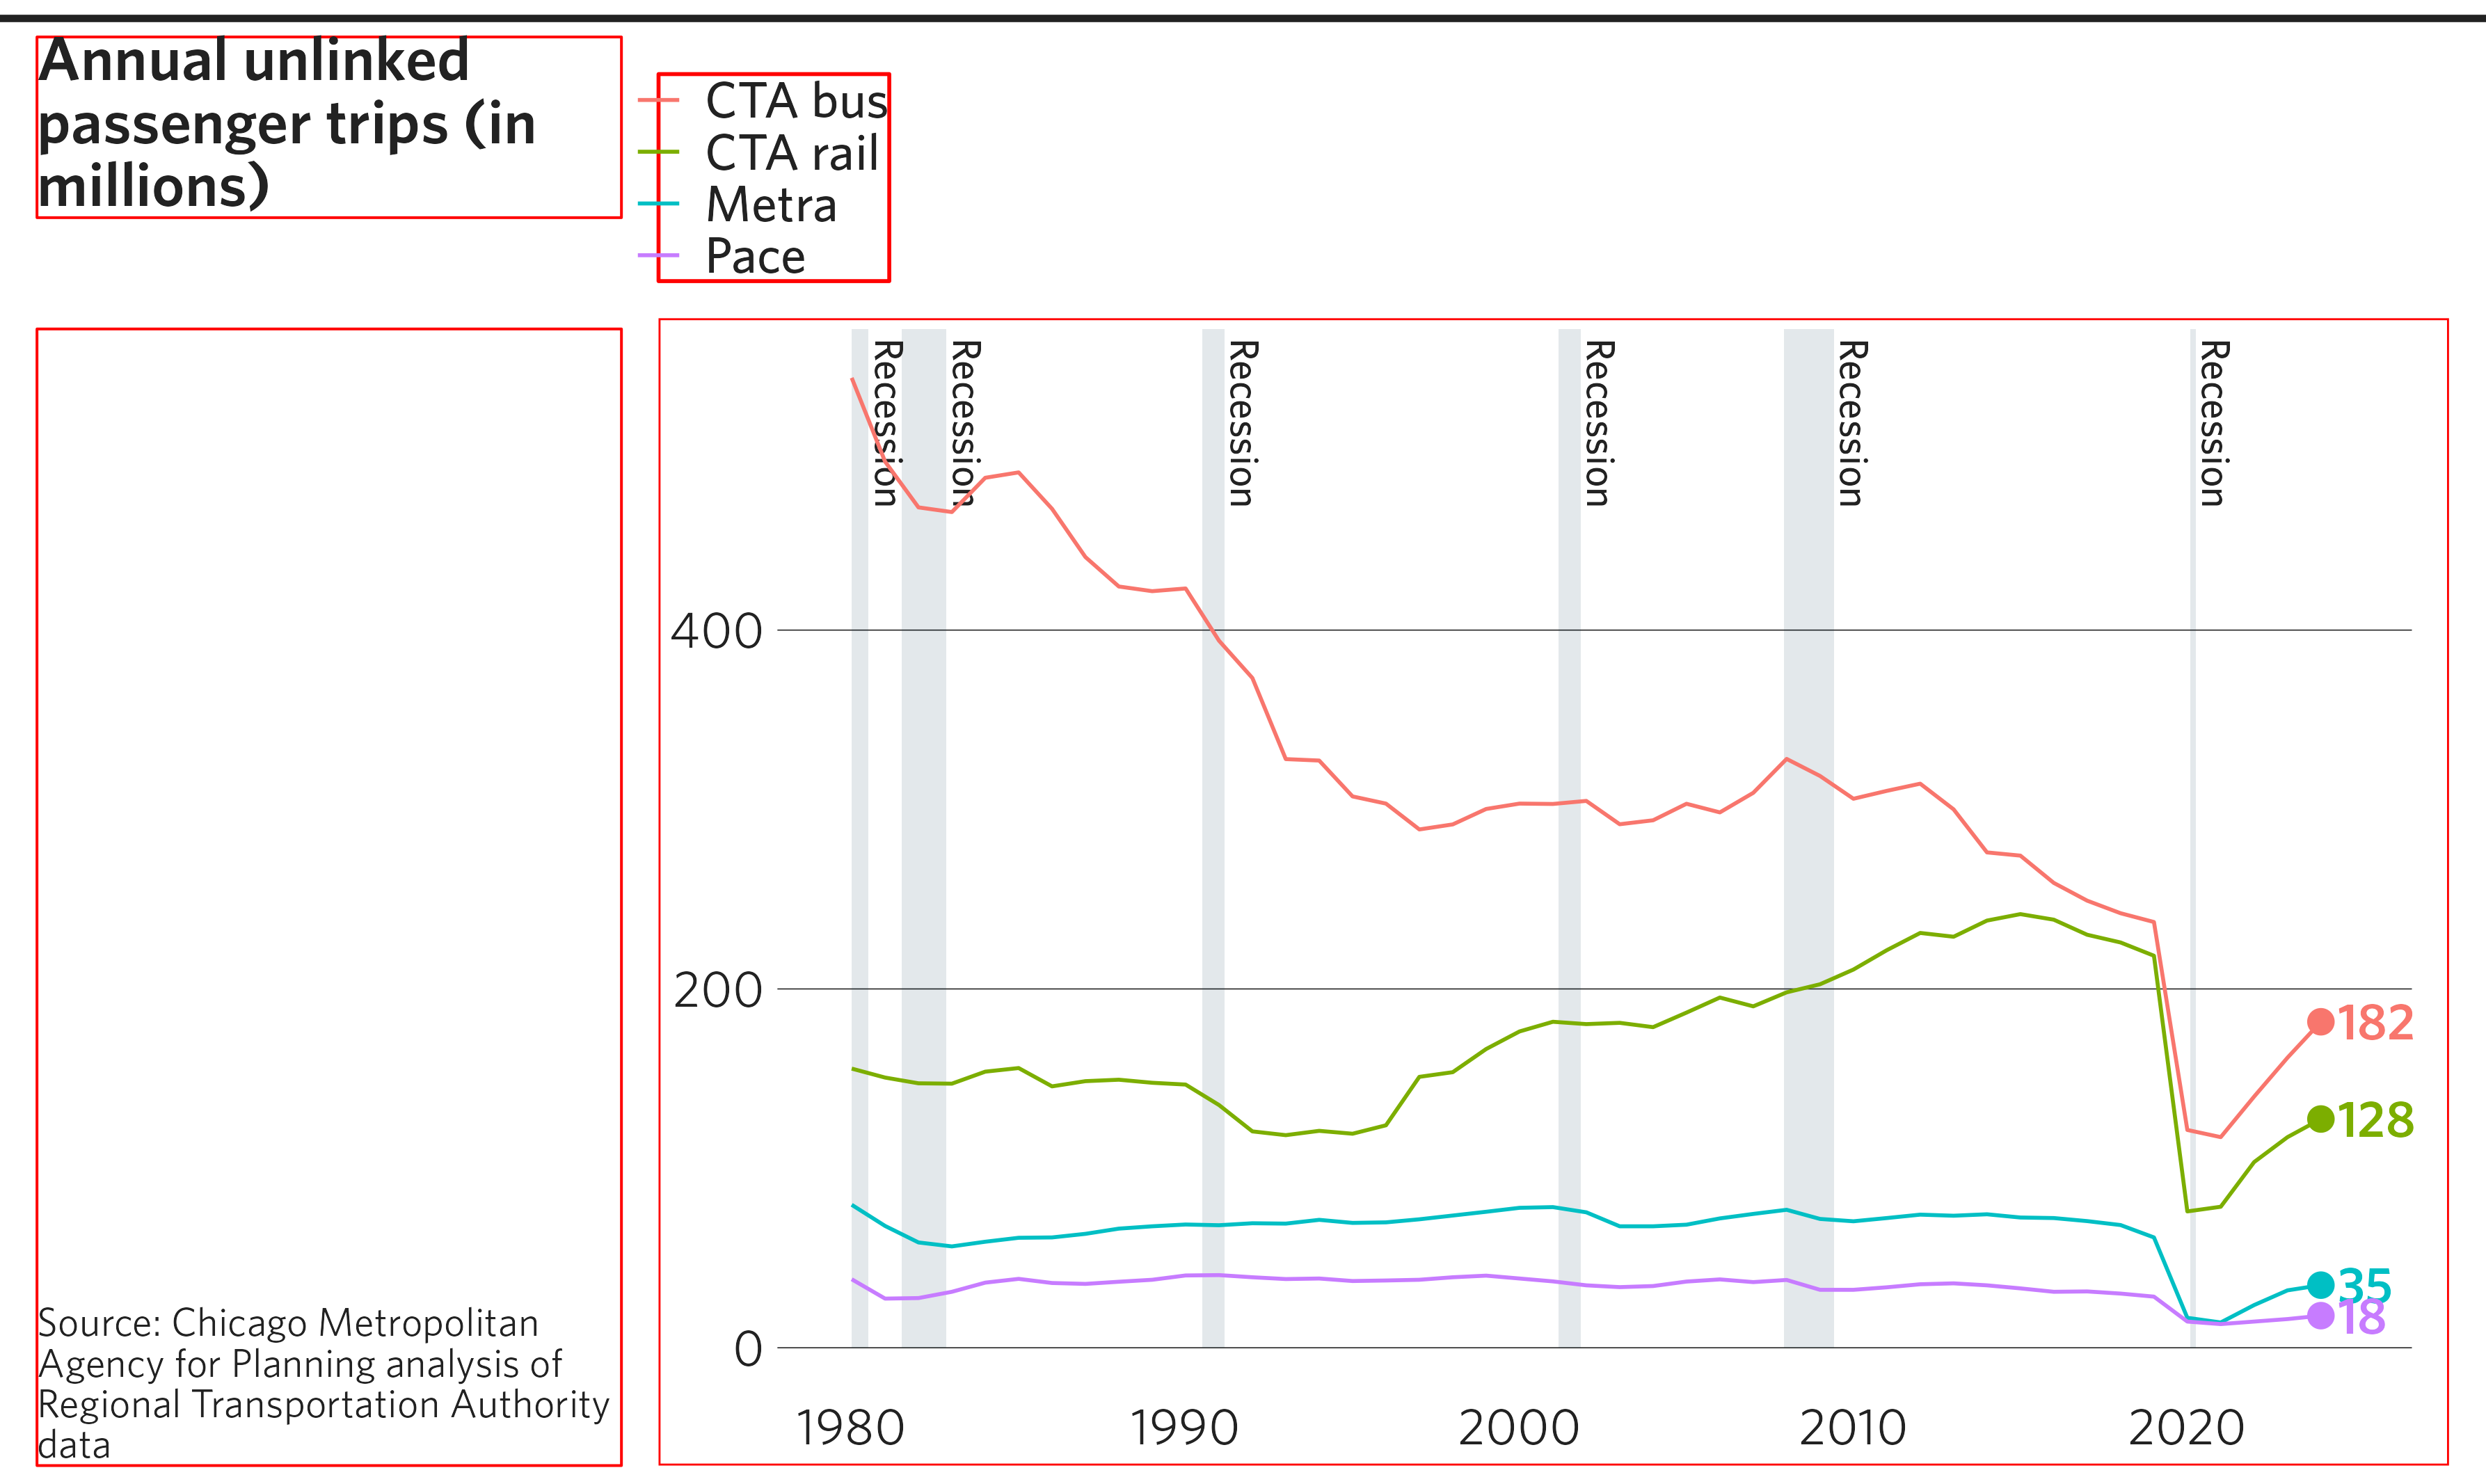 Annual unlinked
passenger trips (in
millions)
CTA bus
CTA rail
Metra
Pace
Recession
Recession
Recession
Recession
Recession
Recession
400
200
0
182
128
35
18
1980
1990
2000
2010
2020
Source: Chicago Metropolitan
Agency for Planning analysis of
Regional Transportation Authority
data